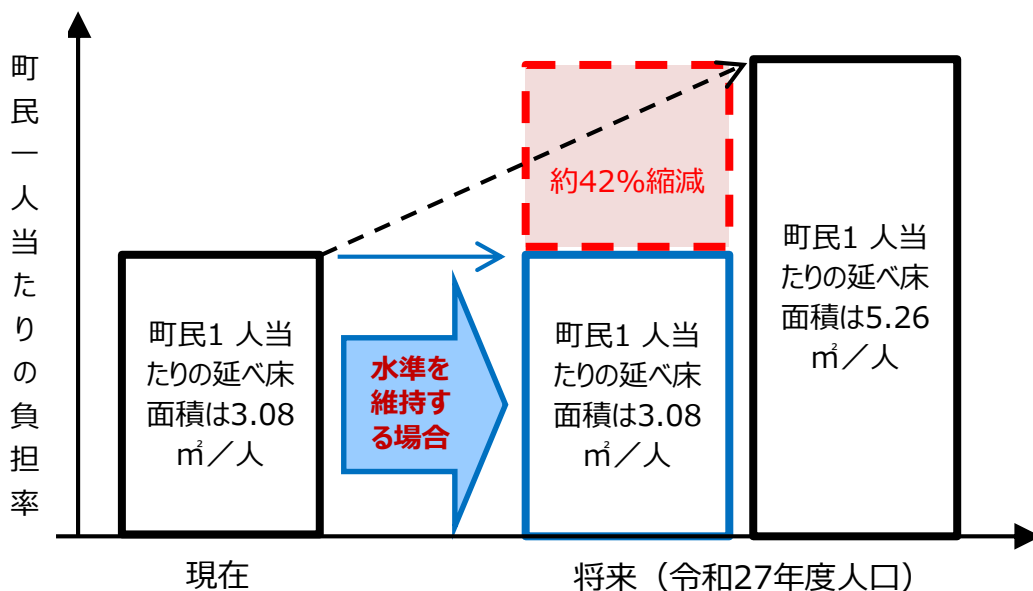 町民一人当たりの負担率
約42%縮減
町民1 人当
たりの延べ床
面積は3.08
㎡／人
水準を
維持す
る場合
町民1 人当
たりの延べ床
面積は3.08
㎡／人
町民1 人当
たりの延べ床
面積は5.26
㎡／人
現在
将来（令和27年度人口）